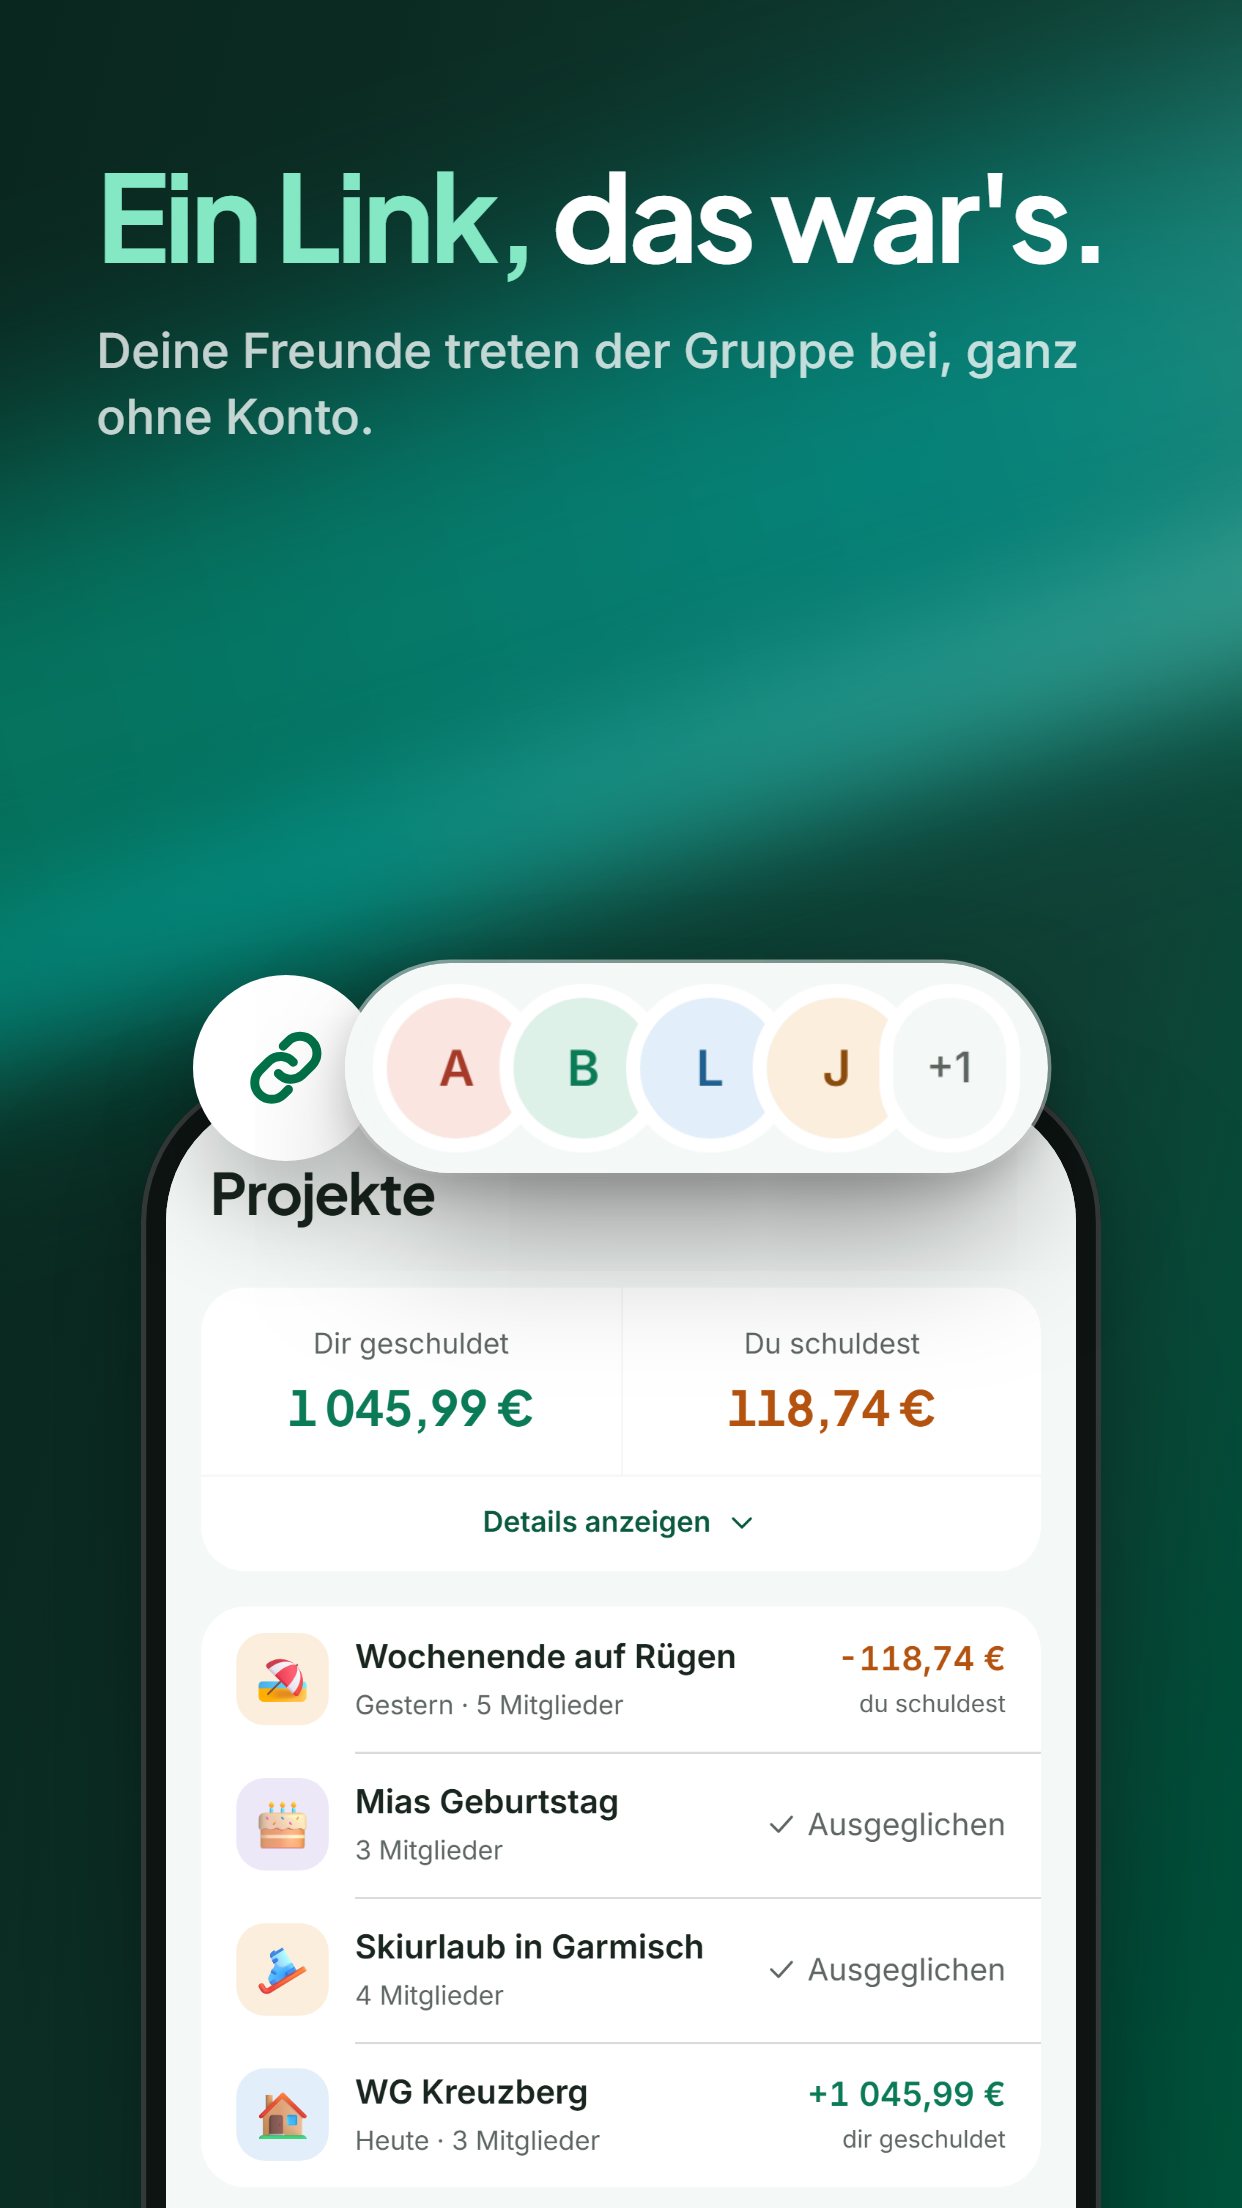 Ein Link, das war's.
Deine Freunde treten der Gruppe bei, ganz
ohne Konto.
A B L J +1
Projekte
Dir geschuldet
1 045,99 €
Du schuldest
118,74 €
Details anzeigen
Wochenende auf Rügen
Gestern · 5 Mitglieder
-118,74 €
du schuldest
Mias Geburtstag
3 Mitglieder
Ausgeglichen
Skiurlaub in Garmisch
4 Mitglieder
Ausgeglichen
WG Kreuzberg
Heute · 3 Mitglieder
+1 045,99 €
dir geschuldet